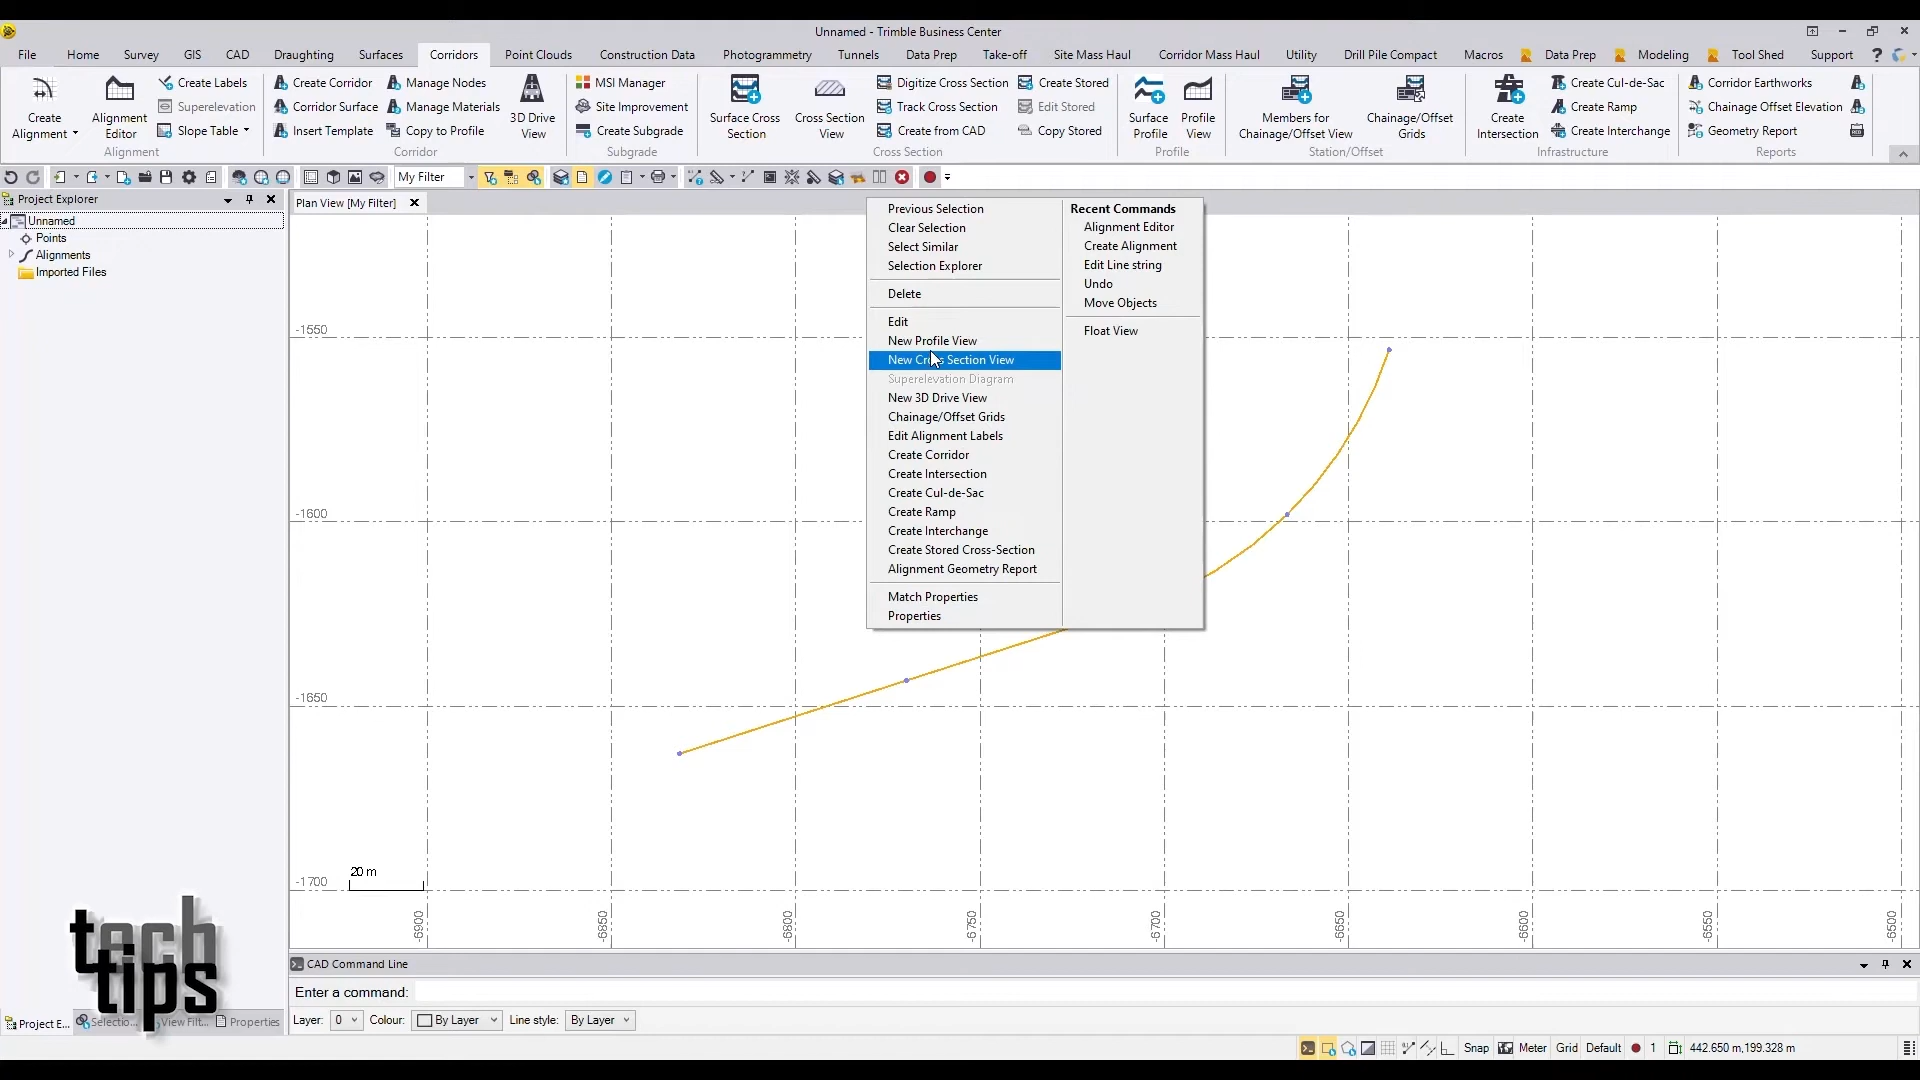 Unnamed - Trimble Business Center
File Home Survey GIS CAD Draughting Surfaces Corridors Point Clouds Construction Data Photogrammetry Tunnels Data Prep Take-off Site Mass Haul Corridor Mass Haul Utility Drill Pile Compact Macros Data Prep Modeling Tool Shed Support
Create Alignment
Alignment Editor
Create Labels
Superelevation
Slope Table
Alignment
Create Corridor
Corridor Surface
Insert Template
Manage Nodes
Manage Materials
Copy to Profile
3D Drive View
Corridor
MSI Manager
Site Improvement
Create Subgrade
Subgrade
Surface Cross Section
Cross Section View
Digitize Cross Section
Track Cross Section
Create from CAD
Create Stored
Edit Stored
Copy Stored
Cross Section
Surface Profile
Profile View
Profile
Members for Chainage/Offset View
Chainage/Offset Grids
Station/Offset
Create Intersection
Create Cul-de-Sac
Create Ramp
Create Interchange
Infrastructure
Corridor Earthworks
Chainage Offset Elevation
Geometry Report
Reports
My Filter
Project Explorer
Unnamed
Points
Alignments
Imported Files
Plan View [My Filter]
Previous Selection
Clear Selection
Select Similar
Selection Explorer
Delete
Edit
New Profile View
New Cross Section View
Superelevation Diagram
New 3D Drive View
Chainage/Offset Grids
Edit Alignment Labels
Create Corridor
Create Intersection
Create Cul-de-Sac
Create Ramp
Create Interchange
Create Stored Cross-Section
Alignment Geometry Report
Match Properties
Properties
Recent Commands
Alignment Editor
Create Alignment
Edit Line string
Undo
Move Objects
Float View
-1550
-1600
-1650
-1700
20 m
-6900
-6850
-6800
-6750
-6700
-6650
-6600
-6550
-6500
tech
tips
Project E... Selectio... View Filt... Properties
CAD Command Line
Enter a command:
Layer: 0 Colour: By Layer Line style: By Layer
Snap Meter Grid Default 1 442.650 m,199.328 m